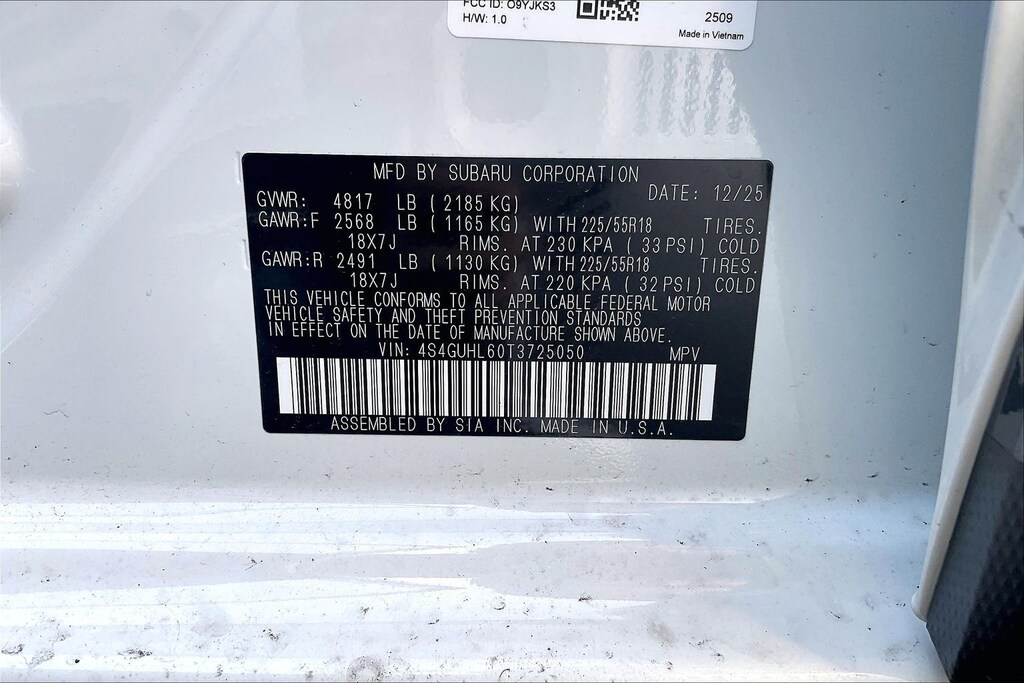 FCC ID: O9YJKS3
H/W: 1.0
2509
Made in Vietnam
MFD BY SUBARU CORPORATION
DATE: 12/25
GVWR: 4817 LB ( 2185 KG)
GAWR:F 2568 LB ( 1165 KG) WITH 225/55R18 TIRES.
18X7J RIMS. AT 230 KPA ( 33 PSI) COLD
GAWR:R 2491 LB ( 1130 KG) WITH 225/55R18 TIRES.
18X7J RIMS. AT 220 KPA ( 32 PSI) COLD
THIS VEHICLE CONFORMS TO ALL APPLICABLE FEDERAL MOTOR
VEHICLE SAFETY AND THEFT PREVENTION STANDARDS
IN EFFECT ON THE DATE OF MANUFACTURE SHOWN ABOVE.
VIN: 4S4GUHL60T3725050 MPV
ASSEMBLED BY SIA INC. MADE IN U.S.A.